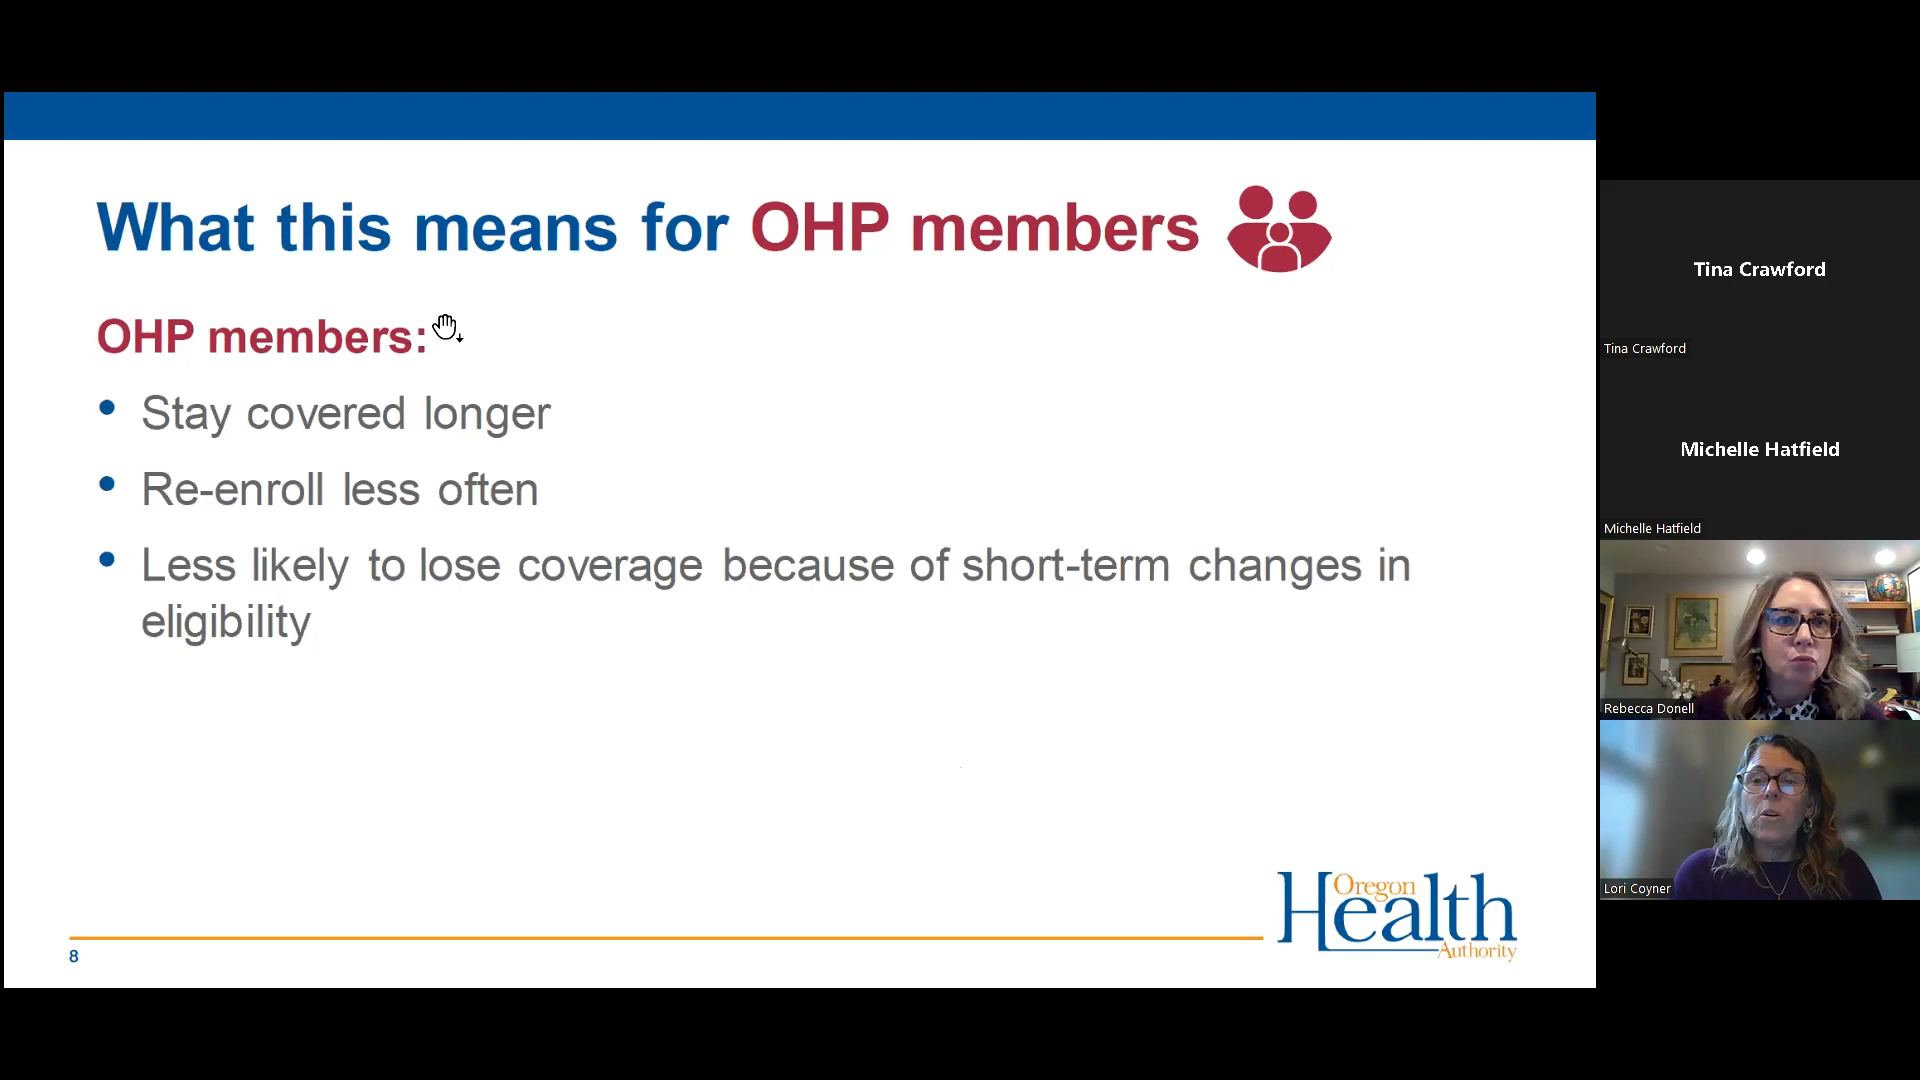 What this means for OHP members
OHP members:
• Stay covered longer
• Re-enroll less often
• Less likely to lose coverage because of short-term changes in
eligibility
8
Oregon
Health
Authority
Tina Crawford
Tina Crawford
Michelle Hatfield
Michelle Hatfield
Rebecca Donell
Lori Coyner